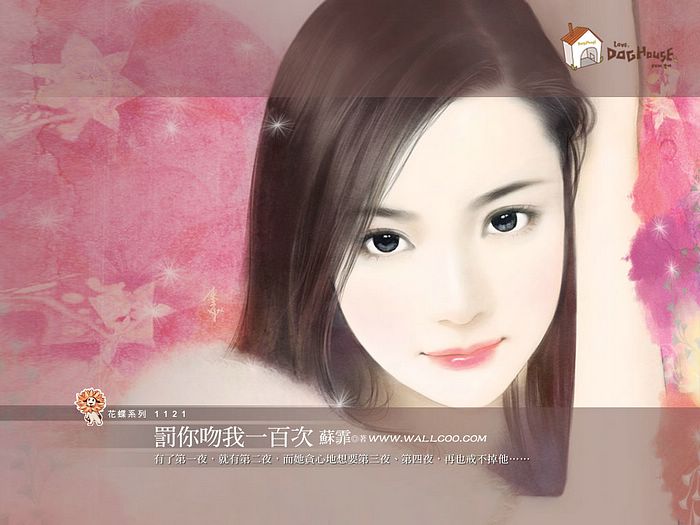 Love.
DOGHOUSE
.com.tw
花蝶系列 1121
罰你吻我一百次 蘇霏◎著 WWW.WALLCOO.COM
有了第一夜，就有第二夜，而她貪心地想要第三夜、第四夜，再也戒不掉他……